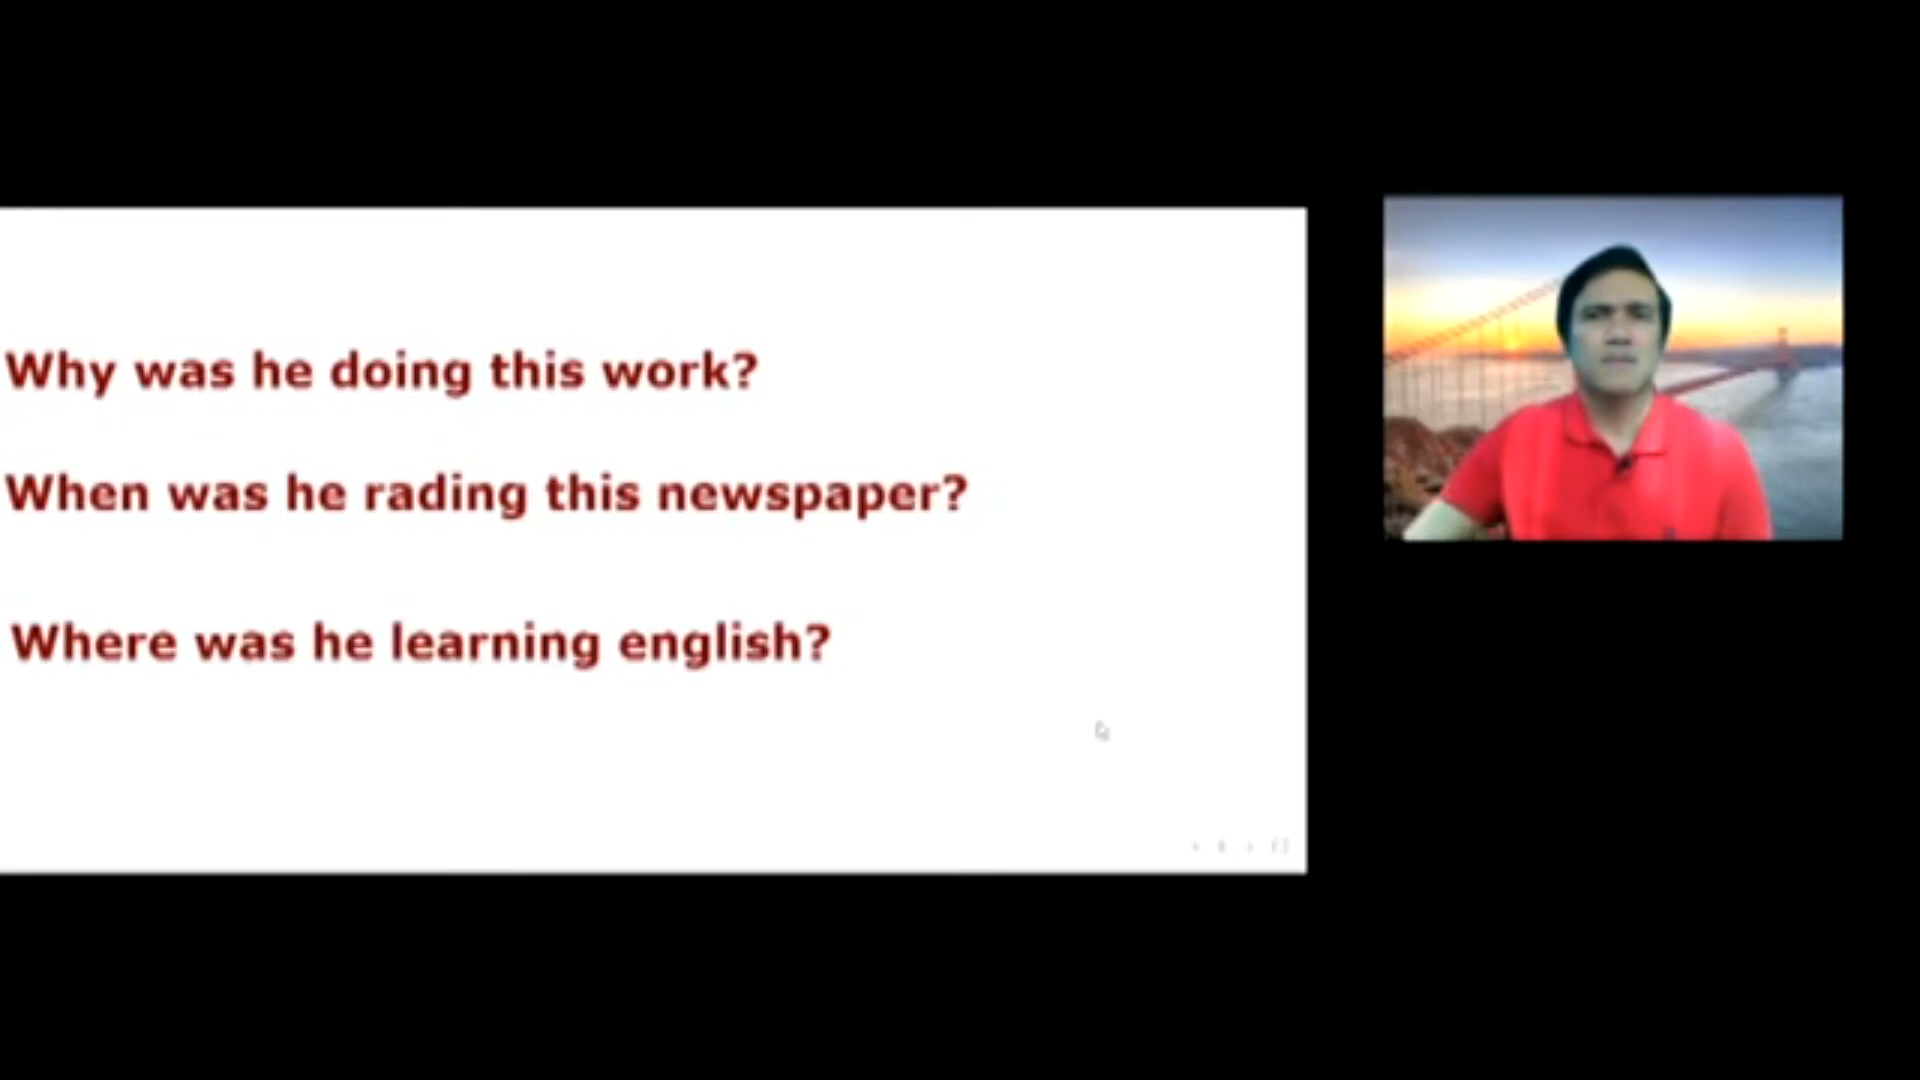 Why was he doing this work?
When was he rading this newspaper?
Where was he learning english?